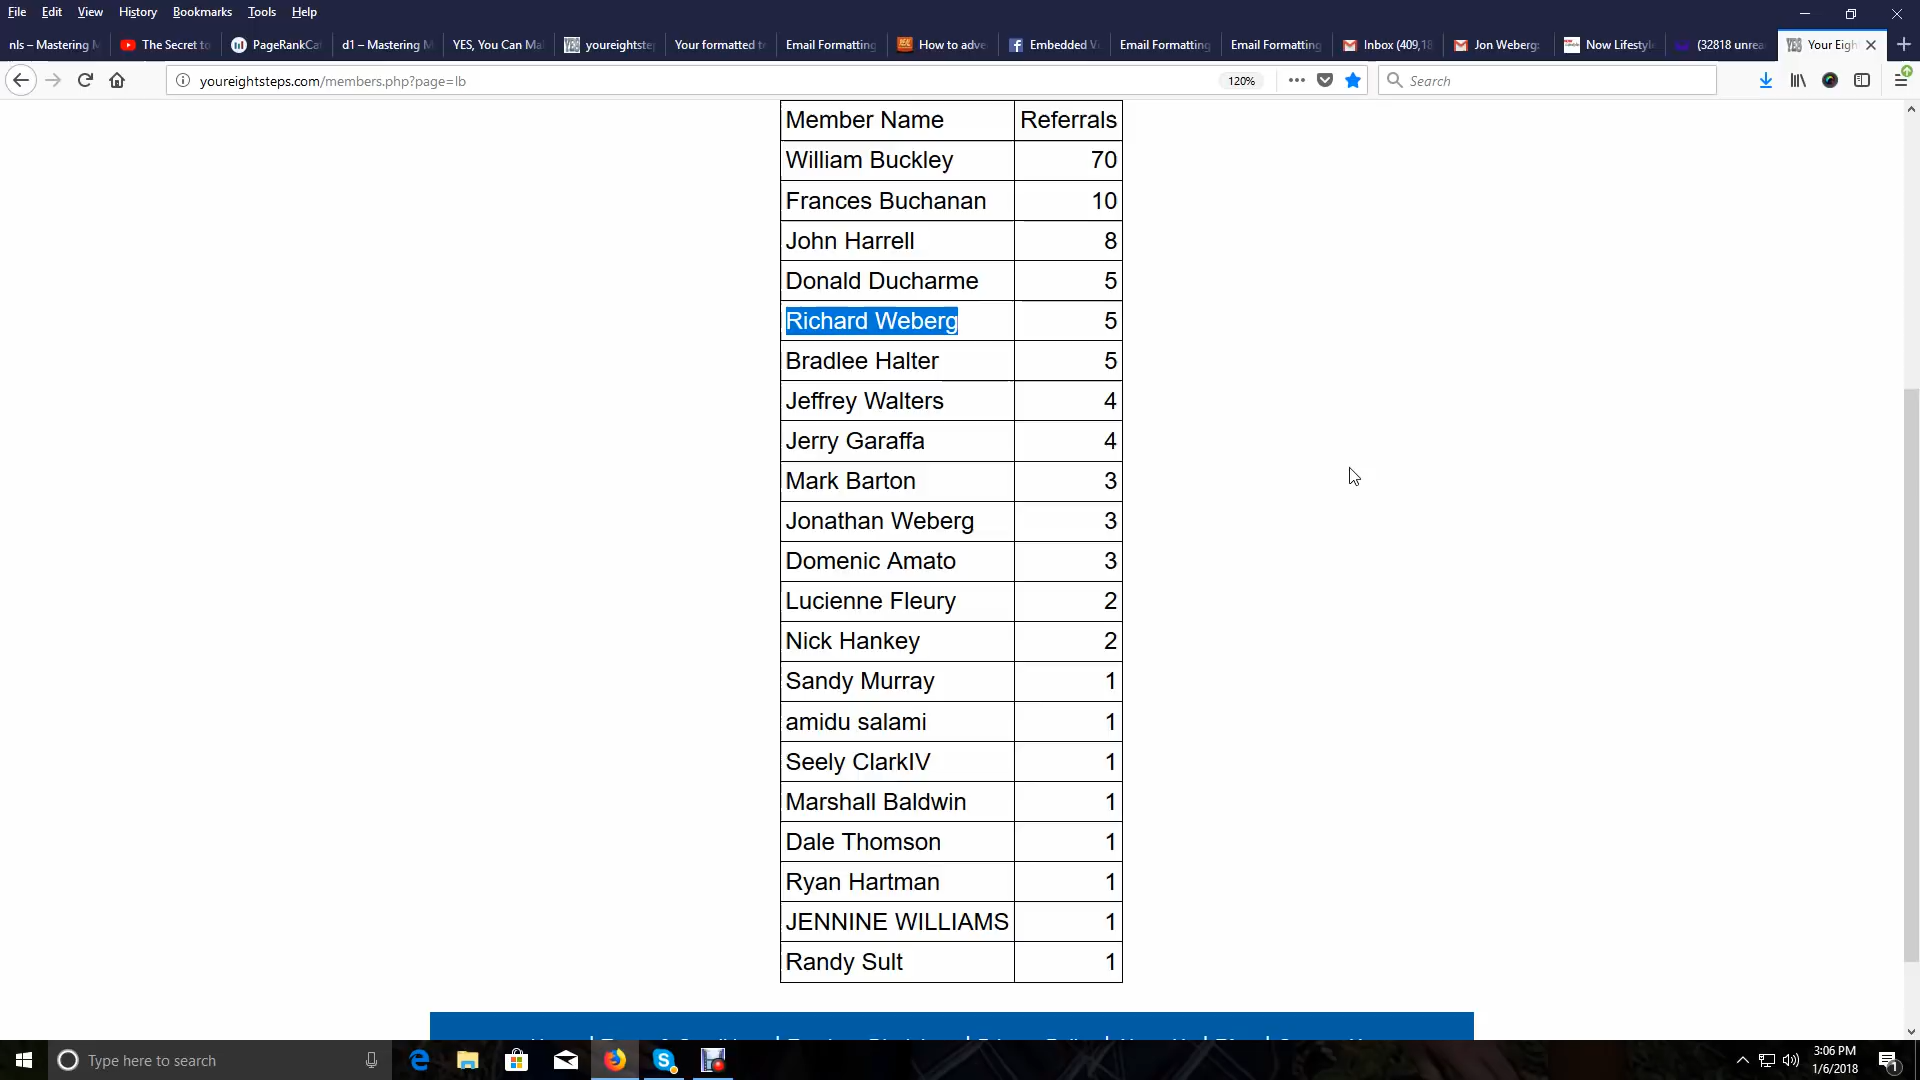 File Edit View History Bookmarks Tools Help
nls – Mastering M The Secret to PageRankCa d1 – Mastering M YES, You Can Ma youreightste Your formatted te Email Formatting How to adve Embedded V Email Formatting Email Formatting Inbox (409,18 Jon Weberg: Now Lifestyl (32818 unrea Your Eigh
youreightsteps.com/members.php?page=lb 120% Search
Member Name Referrals
William Buckley 70
Frances Buchanan 10
John Harrell 8
Donald Ducharme 5
Richard Weberg 5
Bradlee Halter 5
Jeffrey Walters 4
Jerry Garaffa 4
Mark Barton 3
Jonathan Weberg 3
Domenic Amato 3
Lucienne Fleury 2
Nick Hankey 2
Sandy Murray 1
amidu salami 1
Seely ClarkIV 1
Marshall Baldwin 1
Dale Thomson 1
Ryan Hartman 1
JENNINE WILLIAMS 1
Randy Sult 1
Type here to search
3:06 PM
1/6/2018